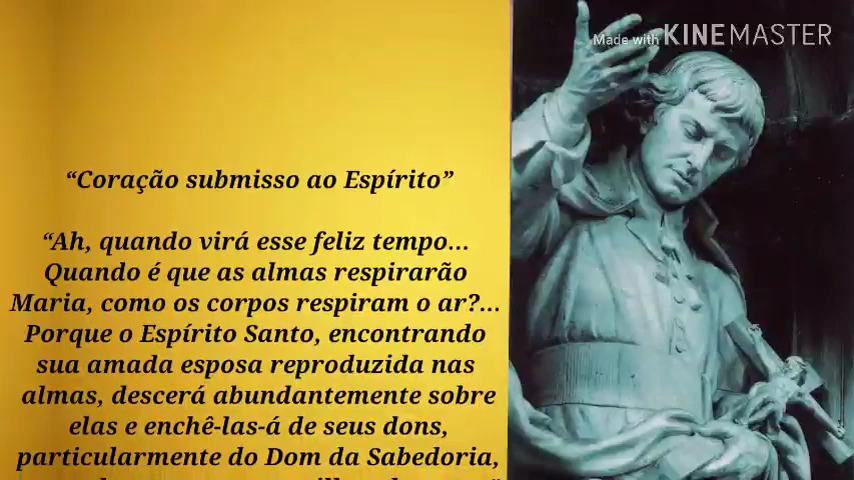 Made with KINEMASTER
“Coração submisso ao Espírito”
“Ah, quando virá esse feliz tempo...
Quando é que as almas respirarão
Maria, como os corpos respiram o ar?...
Porque o Espírito Santo, encontrando
sua amada esposa reproduzida nas
almas, descerá abundantemente sobre
elas e enchê-las-á de seus dons,
particularmente do Dom da Sabedoria,